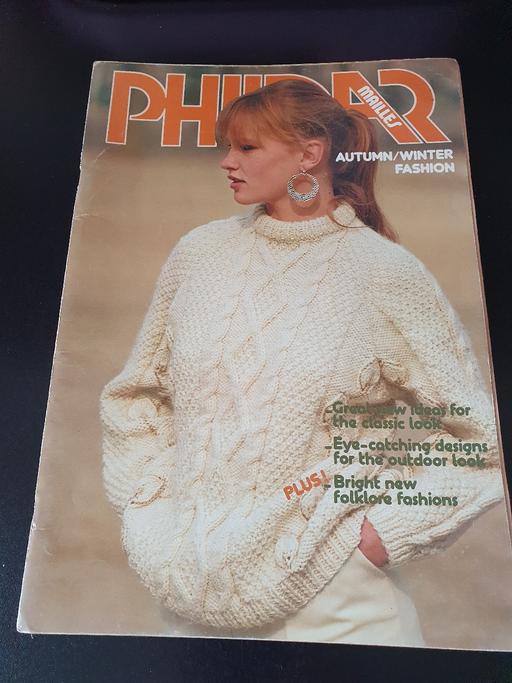 PHILDAR
MAILLES
AUTUMN/WINTER
FASHION
-Great new ideas for
the classic look
-Eye-catching designs
for the outdoor look
PLUS!
-Bright new
folklore fashions